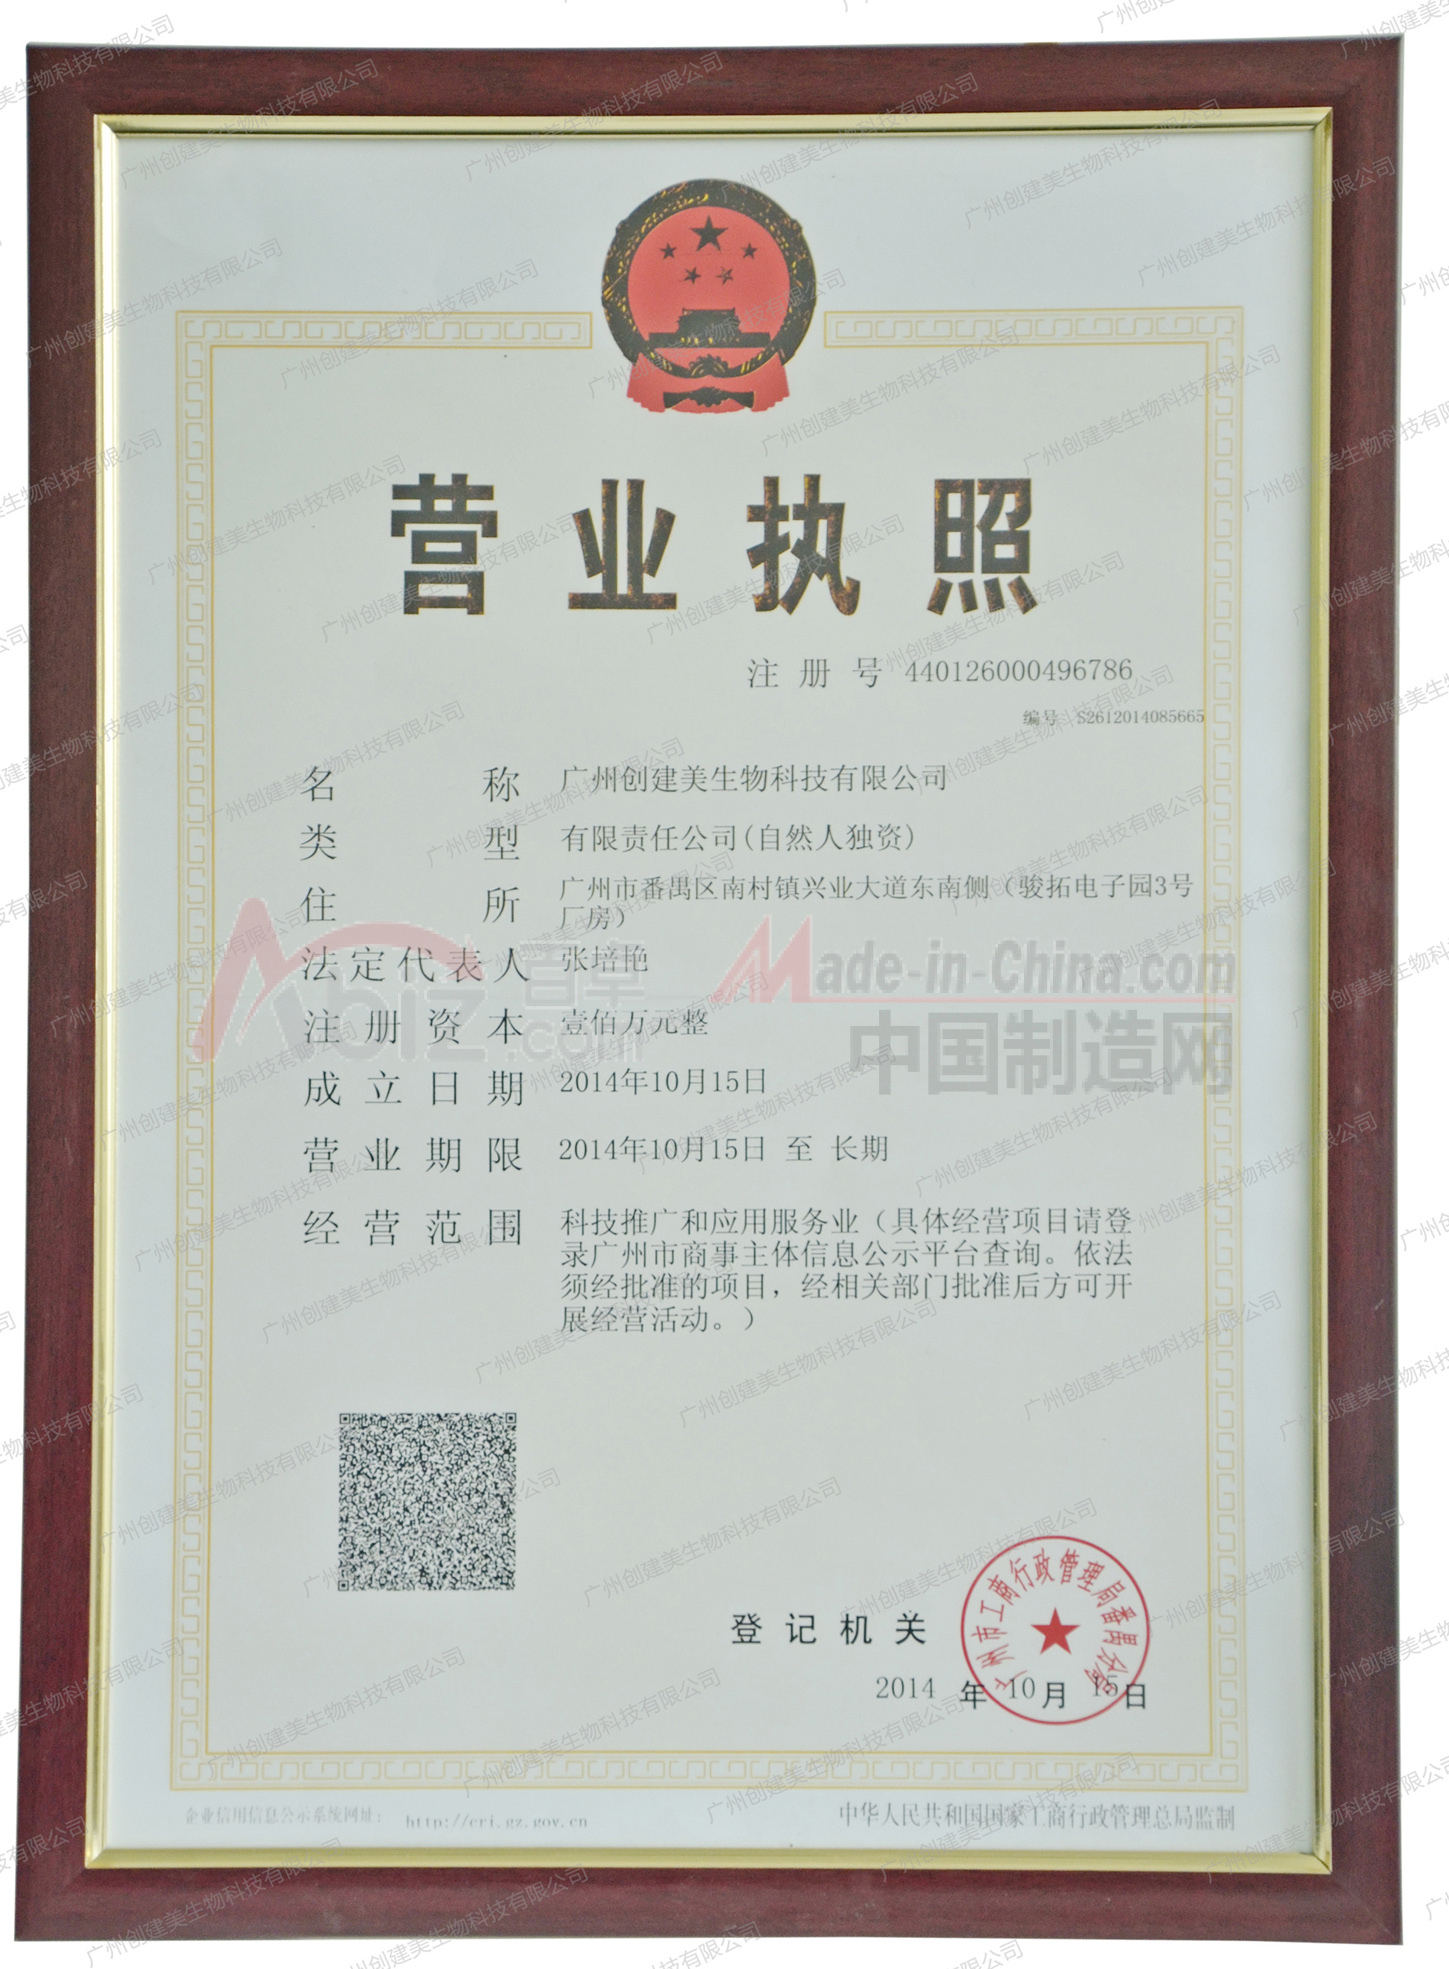 营业执照
注册号 440126000496786
编号 S2612014085665
名称 广州创建美生物科技有限公司
类型 有限责任公司(自然人独资)
住所 广州市番禺区南村镇兴业大道东南侧（骏拓电子园3号
厂房）
法定代表人 张培艳
注册资本 壹佰万元整
成立日期 2014年10月15日
营业期限 2014年10月15日 至 长期
经营范围 科技推广和应用服务业（具体经营项目请登
录广州市商事主体信息公示平台查询。依法
须经批准的项目，经相关部门批准后方可开
展经营活动。）
Abiz百卓
.com
Made-in-China.com
中国制造网
广州市工商行政管理局番禺分局
登记机关
2014 年 10 月 15 日
企业信用信息公示系统网址： http://cri.gz.gov.cn
中华人民共和国国家工商行政管理总局监制
广州创建美生物科技有限公司